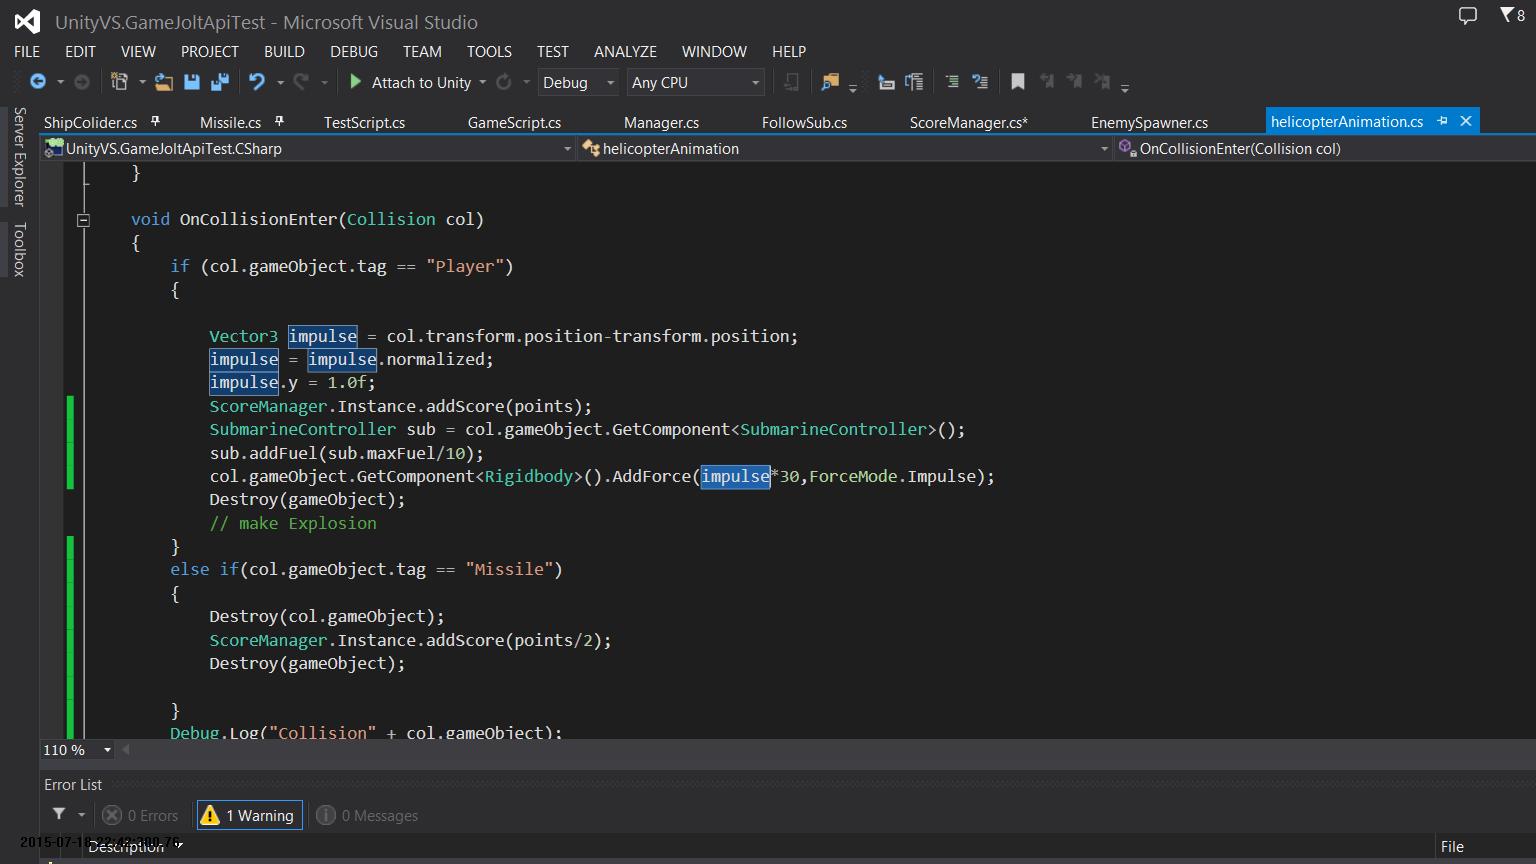 UnityVS.GameJoltApiTest - Microsoft Visual Studio
8
FILE EDIT VIEW PROJECT BUILD DEBUG TEAM TOOLS TEST ANALYZE WINDOW HELP
Attach to Unity Debug Any CPU
Server Explorer
Toolbox
ShipColider.cs Missile.cs TestScript.cs GameScript.cs Manager.cs FollowSub.cs ScoreManager.cs* EnemySpawner.cs helicopterAnimation.cs
UnityVS.GameJoltApiTest.CSharp helicopterAnimation OnCollisionEnter(Collision col)
}
void OnCollisionEnter(Collision col)
{
if (col.gameObject.tag == "Player")
{
Vector3 impulse = col.transform.position-transform.position;
impulse = impulse.normalized;
impulse.y = 1.0f;
ScoreManager.Instance.addScore(points);
SubmarineController sub = col.gameObject.GetComponent<SubmarineController>();
sub.addFuel(sub.maxFuel/10);
col.gameObject.GetComponent<Rigidbody>().AddForce(impulse*30,ForceMode.Impulse);
Destroy(gameObject);
// make Explosion
}
else if(col.gameObject.tag == "Missile")
{
Destroy(col.gameObject);
ScoreManager.Instance.addScore(points/2);
Destroy(gameObject);
}
Debug.Log("Collision" + col.gameObject);
110 %
Error List
0 Errors 1 Warning 0 Messages
Description File